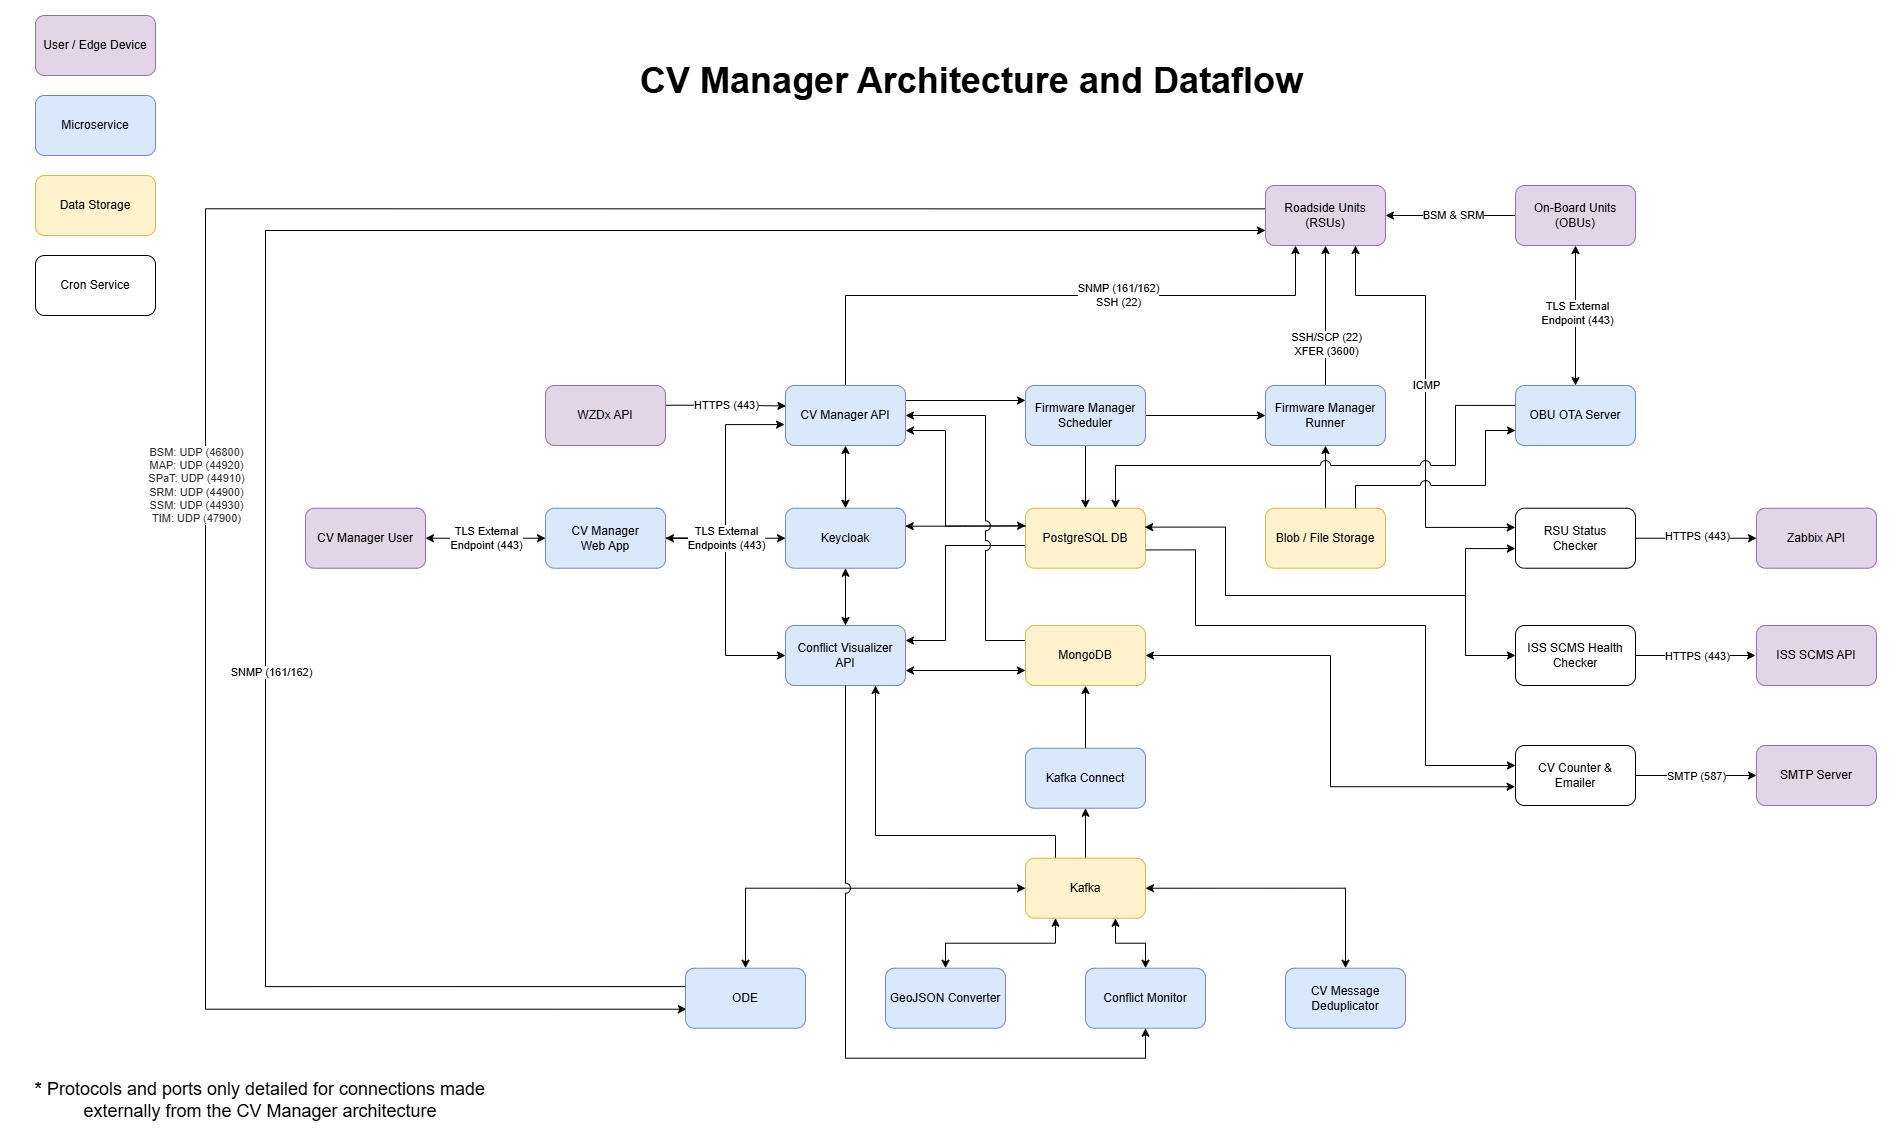 User / Edge Device
CV Manager Architecture and Dataflow
Microservice
Data Storage
Cron Service
Roadside Units
(RSUs)
BSM & SRM
On-Board Units
(OBUs)
SNMP (161/162)
SSH (22)
TLS External
Endpoint (443)
SSH/SCP (22)
XFER (3600)
ICMP
WZDx API
HTTPS (443)
CV Manager API
Firmware Manager
Scheduler
Firmware Manager
Runner
OBU OTA Server
BSM: UDP (46800)
MAP: UDP (44920)
SPaT: UDP (44910)
SRM: UDP (44900)
SSM: UDP (44930)
TIM: UDP (47900)
CV Manager User
TLS External
Endpoint (443)
CV Manager
Web App
TLS External
Endpoints (443)
Keycloak
PostgreSQL DB
Blob / File Storage
RSU Status
Checker
HTTPS (443)
Zabbix API
SNMP (161/162)
Conflict Visualizer
API
MongoDB
ISS SCMS Health
Checker
HTTPS (443)
ISS SCMS API
Kafka Connect
CV Counter &
Emailer
SMTP (587)
SMTP Server
Kafka
ODE
GeoJSON Converter
Conflict Monitor
CV Message
Deduplicator
* Protocols and ports only detailed for connections made
externally from the CV Manager architecture